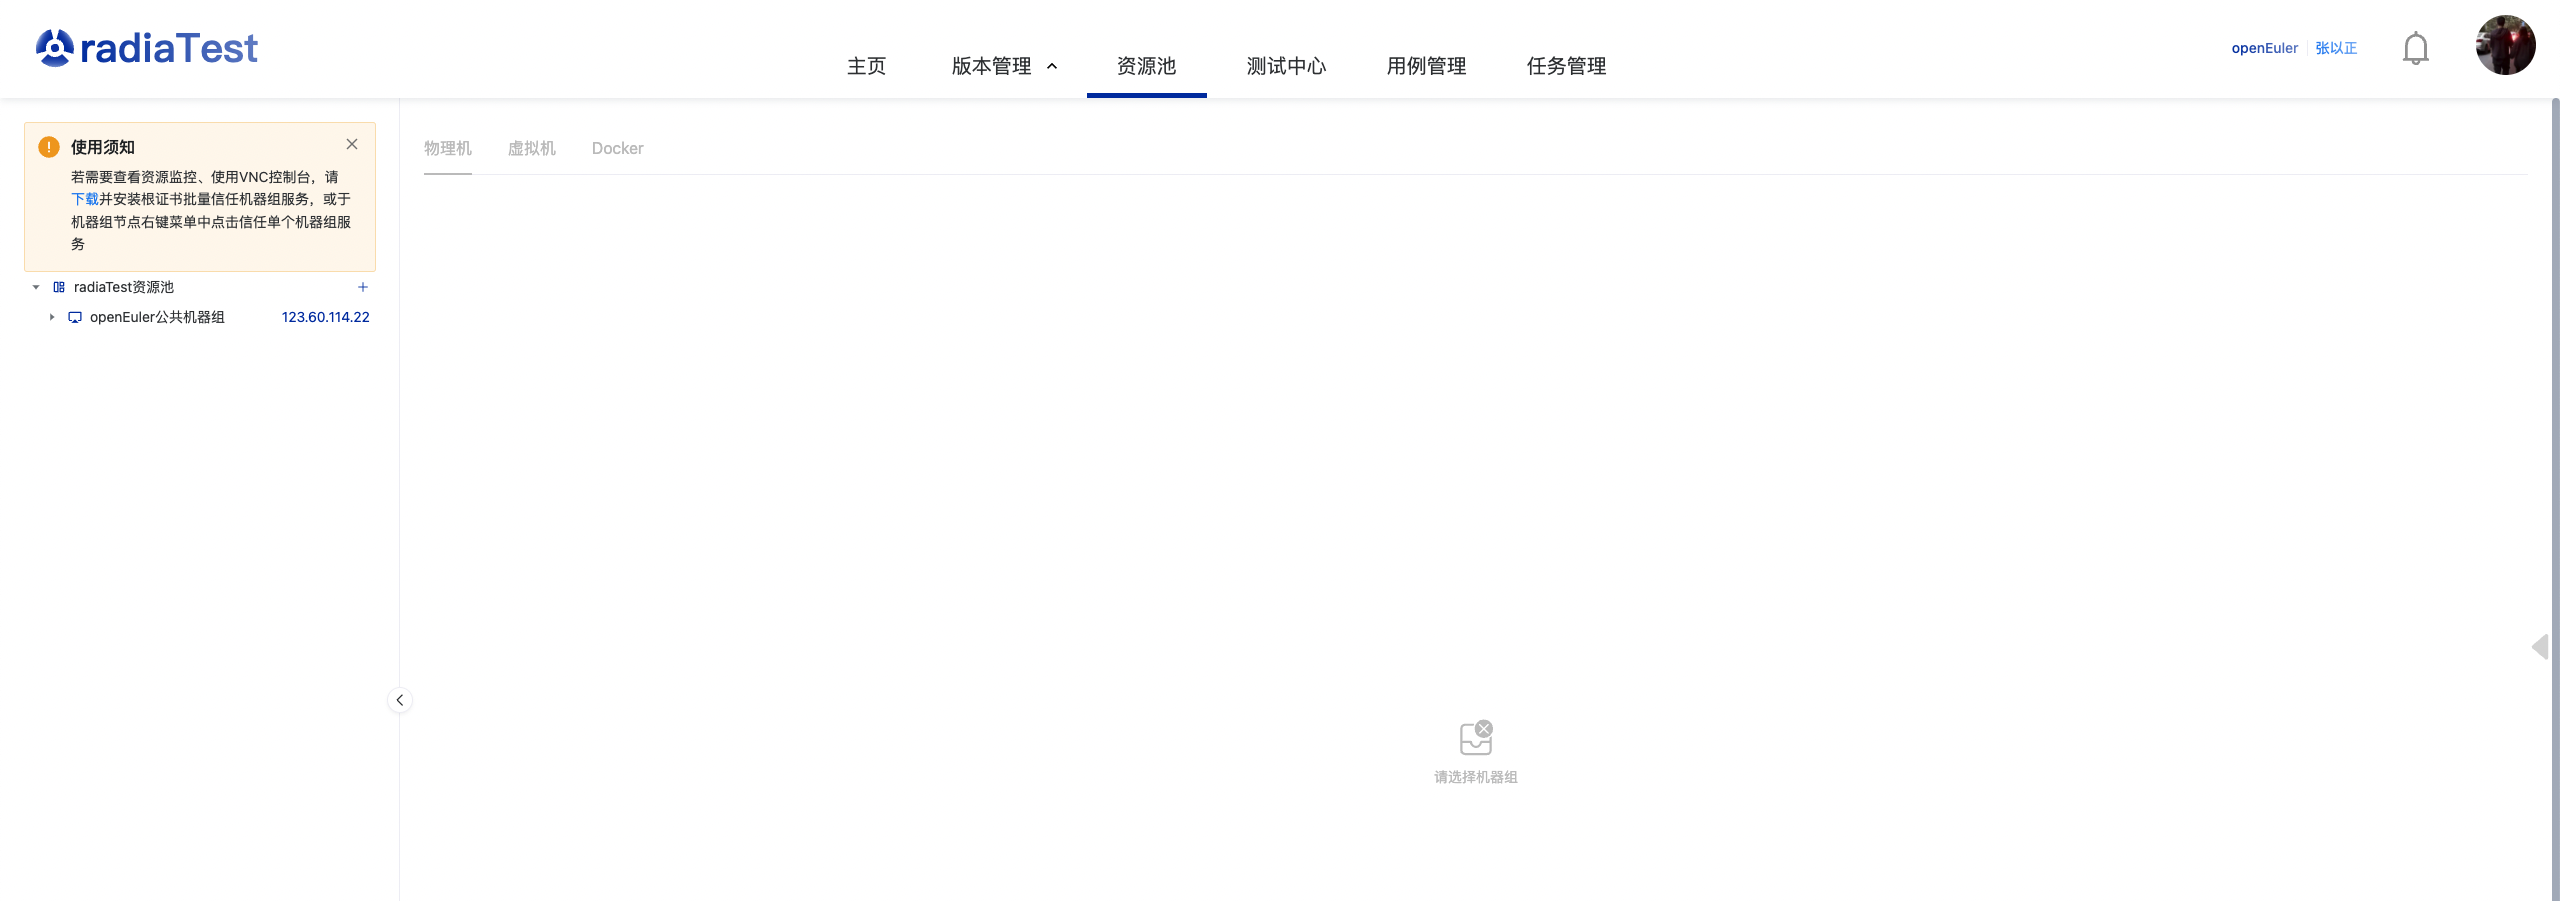 radiaTest
主页
版本管理
资源池
测试中心
用例管理
任务管理
openEuler
张以正
使用须知
若需要查看资源监控、使用VNC控制台，请
下载并安装根证书批量信任机器组服务，或于
机器组节点右键菜单中点击信任单个机器组服
务
radiaTest资源池
openEuler公共机器组 123.60.114.22
物理机
虚拟机
Docker
请选择机器组